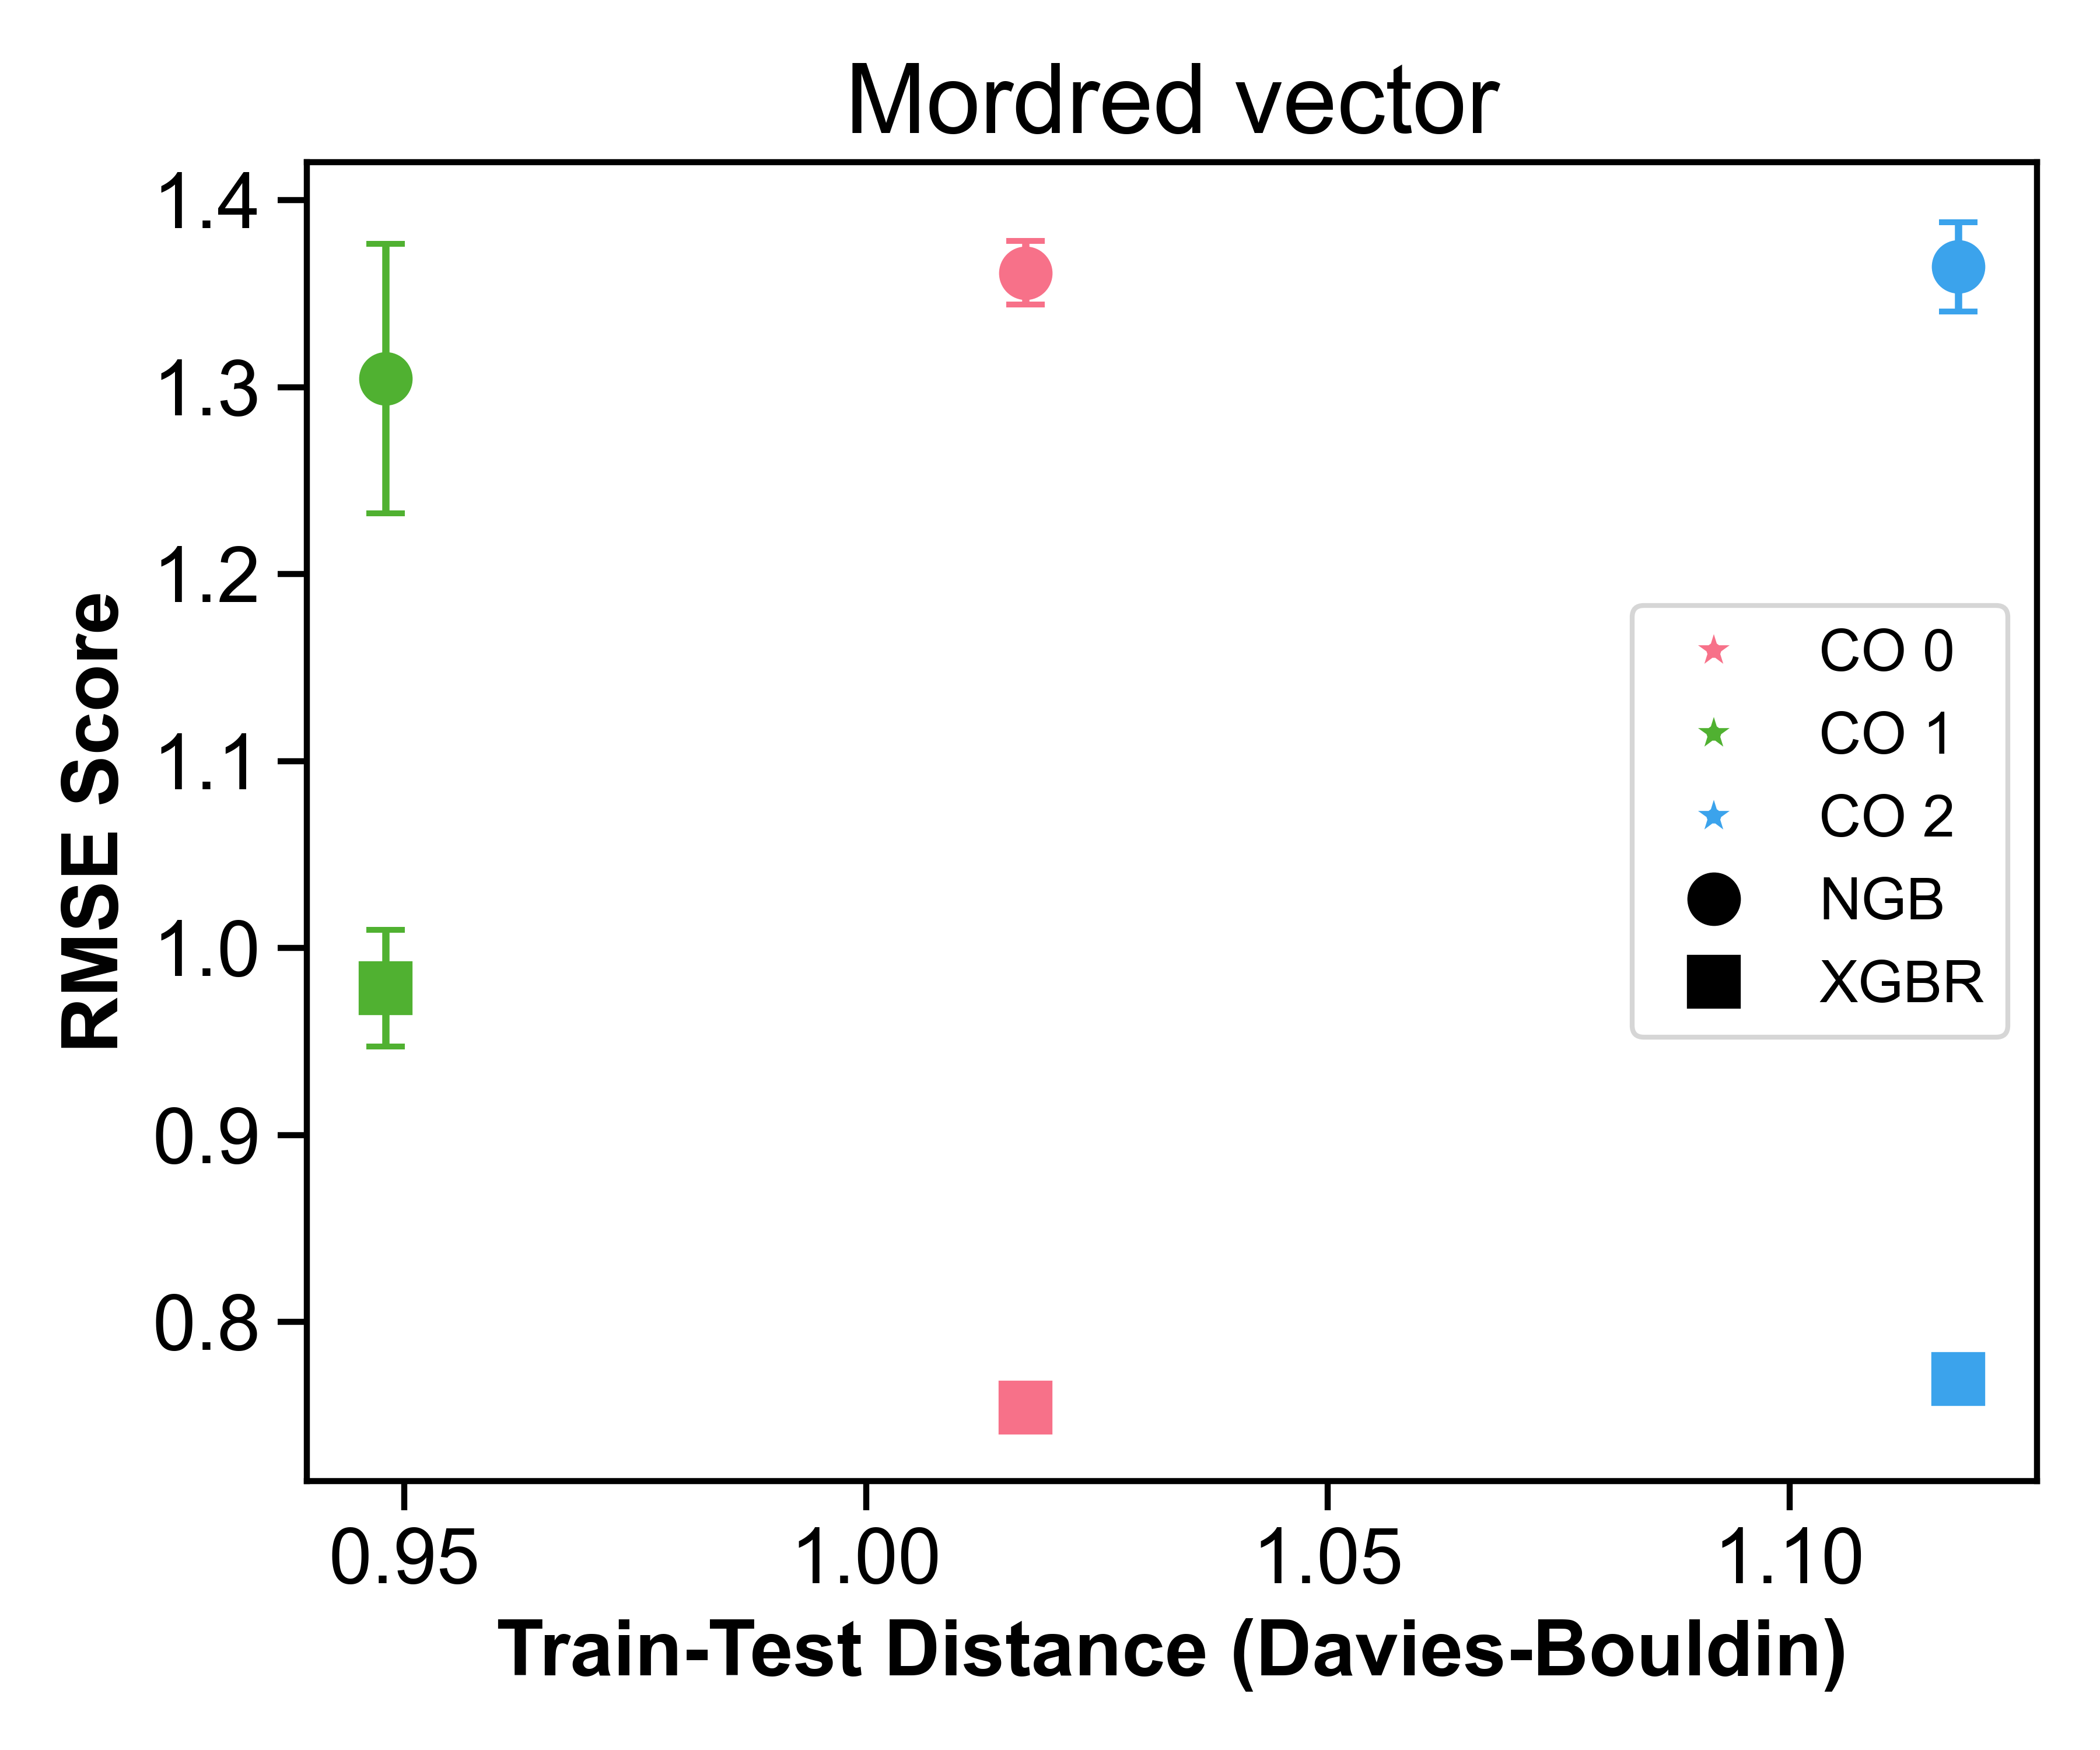 Mordred vector
RMSE Score
1.4
1.3
1.2
1.1
1.0
0.9
0.8
CO 0
CO 1
CO 2
NGB
XGBR
0.95 1.00 1.05 1.10
Train-Test Distance (Davies-Bouldin)